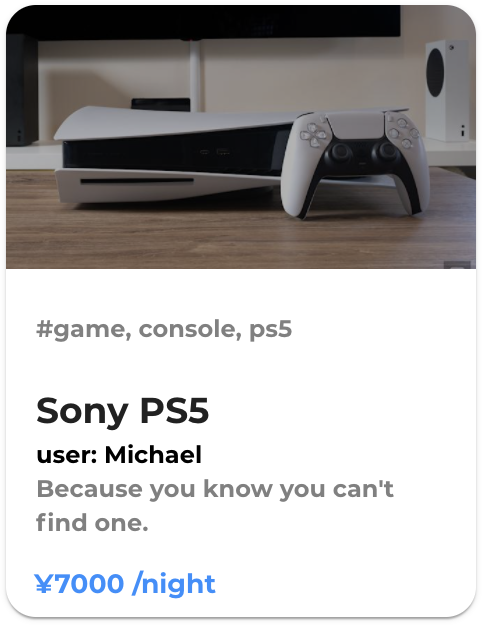 #game, console, ps5
Sony PS5
user: Michael
Because you know you can't
find one.
¥7000 /night